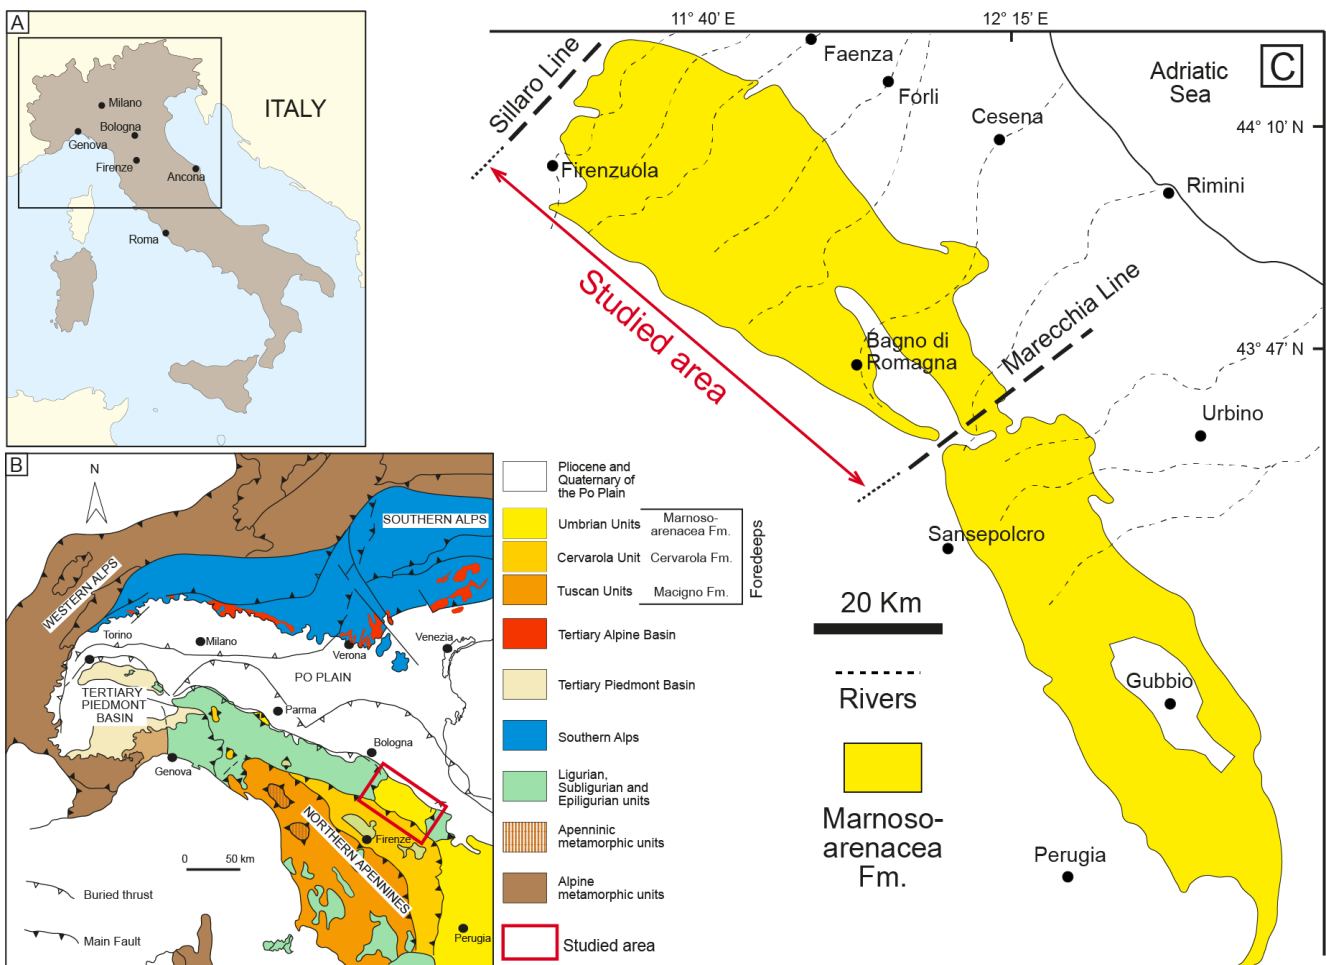 A
ITALY
Milano
Bologna
Genova
Firenze
Ancona
Roma
B
N
SOUTHERN ALPS
WESTERN ALPS
Torino
Milano
Verona
Venezia
PO PLAIN
TERTIARY
PIEDMONT
BASIN
Parma
Bologna
Genova
NORTHERN APENNINES
Firenze
0 50 km
Buried thrust
Main Fault
Perugia
Pliocene and
Quaternary of
the Po Plain
Umbrian Units
Marnoso-
arenacea Fm.
Cervarola Unit
Cervarola Fm.
Tuscan Units
Macigno Fm.
Foredeeps
Tertiary Alpine Basin
Tertiary Piedmont Basin
Southern Alps
Ligurian,
Subligurian and
Epiligurian units
Apenninic
metamorphic units
Alpine
metamorphic units
Studied area
11° 40’ E
12° 15’ E
C
Sillaro Line
Faenza
Forli
Cesena
Adriatic
Sea
44° 10’ N
Firenzuola
Rimini
Studied area
Marecchia Line
Bagno di
Romagna
43° 47’ N
Urbino
Sansepolcro
20 Km
Rivers
Gubbio
Marnoso-
arenacea
Fm.
Perugia